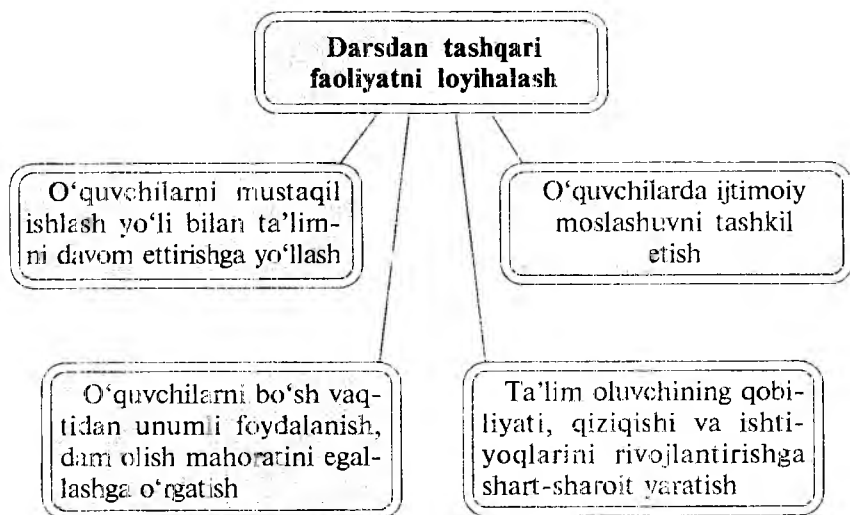 Darsdan tashqari
faoliyatni loyihalash
O‘quvchilarni mustaqil
ishlash yo‘li bilan ta’lim-
ni davom ettirishga yo‘llash
O‘quvchilarda ijtimoiy
moslashuvni tashkil
etish
O‘quvchilarni bo‘sh vaq-
tidan unumli foydalanish,
dam olish mahoratini egal-
lashga o‘rgatish
Ta’lim oluvchining qobi-
liyati, qiziqishi va ishti-
yoqlarini rivojlantirishga
shart-sharoit yaratish